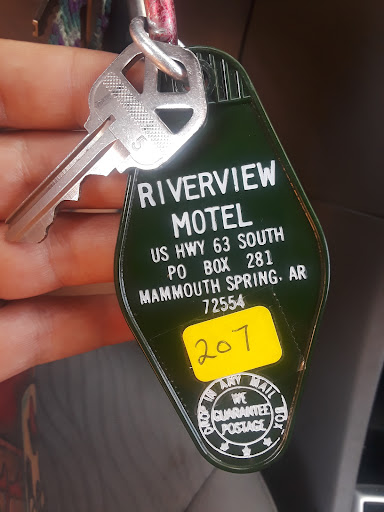 5
RIVERVIEW
MOTEL
US HWY 63 SOUTH
PO BOX 281
MAMMOUTH SPRING, AR
72554
207
DROP IN ANY MAIL BOX
WE
GUARANTEE
POSTAGE